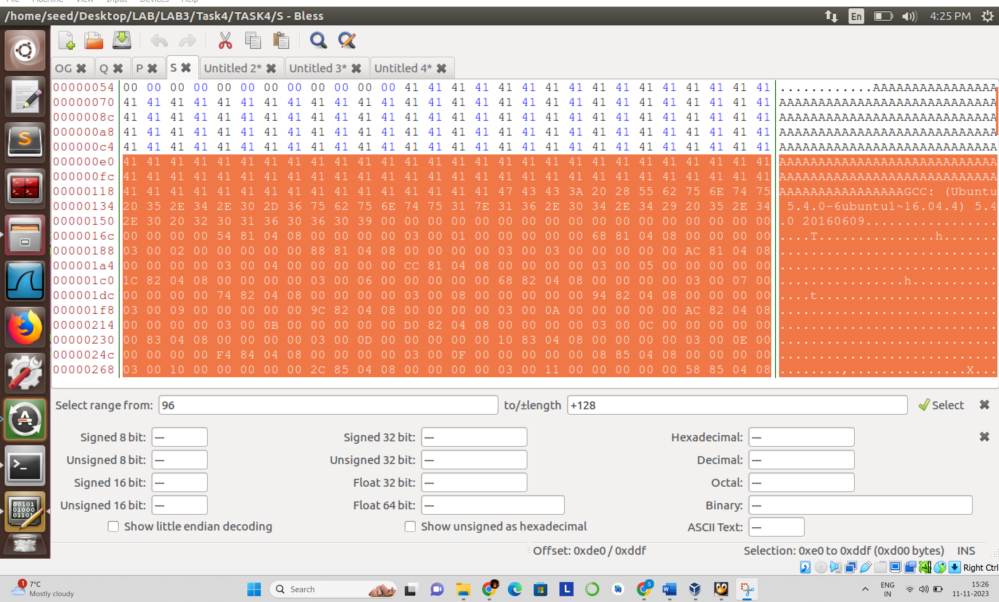 File Machine View Input Devices Help
/home/seed/Desktop/LAB/LAB3/Task4/TASK4/S - Bless En 4:25 PM
OG Q P S Untitled 2* Untitled 3* Untitled 4*
00000054 00 00 00 00 00 00 00 00 00 00 00 00 41 41 41 41 41 41 41 41 41 41 41 41 41 41 41 41 ............AAAAAAAAAAAAAAAA
00000070 41 41 41 41 41 41 41 41 41 41 41 41 41 41 41 41 41 41 41 41 41 41 41 41 41 41 41 41 AAAAAAAAAAAAAAAAAAAAAAAAAAAA
0000008c 41 41 41 41 41 41 41 41 41 41 41 41 41 41 41 41 41 41 41 41 41 41 41 41 41 41 41 41 AAAAAAAAAAAAAAAAAAAAAAAAAAAA
000000a8 41 41 41 41 41 41 41 41 41 41 41 41 41 41 41 41 41 41 41 41 41 41 41 41 41 41 41 41 AAAAAAAAAAAAAAAAAAAAAAAAAAAA
000000c4 41 41 41 41 41 41 41 41 41 41 41 41 41 41 41 41 41 41 41 41 41 41 41 41 41 41 41 41 AAAAAAAAAAAAAAAAAAAAAAAAAAAA
000000e0 41 41 41 41 41 41 41 41 41 41 41 41 41 41 41 41 41 41 41 41 41 41 41 41 41 41 41 41 AAAAAAAAAAAAAAAAAAAAAAAAAAAA
000000fc 41 41 41 41 41 41 41 41 41 41 41 41 41 41 41 41 41 41 41 41 41 41 41 41 41 41 41 41 AAAAAAAAAAAAAAAAAAAAAAAAAAAA
00000118 41 41 41 41 41 41 41 41 41 41 41 41 41 41 41 41 47 43 43 3A 20 28 55 62 75 6E 74 75 AAAAAAAAAAAAAAAAGCC: (Ubuntu
00000134 20 35 2E 34 2E 30 2D 36 75 62 75 6E 74 75 31 7E 31 36 2E 30 34 2E 34 29 20 35 2E 34  5.4.0-6ubuntu1~16.04.4) 5.4
00000150 2E 30 20 32 30 31 36 30 36 30 39 00 00 00 00 00 00 00 00 00 00 00 00 00 00 00 00 00 .0 20160609.................
0000016c 00 00 00 00 54 81 04 08 00 00 00 00 03 00 01 00 00 00 00 00 68 81 04 08 00 00 00 00 ....T...............h.......
00000188 03 00 02 00 00 00 00 00 88 81 04 08 00 00 00 00 03 00 03 00 00 00 00 00 AC 81 04 08 ............................
000001a4 00 00 00 00 03 00 04 00 00 00 00 00 CC 81 04 08 00 00 00 00 03 00 05 00 00 00 00 00 ............................
000001c0 1C 82 04 08 00 00 00 00 03 00 06 00 00 00 00 00 68 82 04 08 00 00 00 00 03 00 07 00 ................h...........
000001dc 00 00 00 00 74 82 04 08 00 00 00 00 03 00 08 00 00 00 00 00 94 82 04 08 00 00 00 00 ....t.......................
000001f8 03 00 09 00 00 00 00 00 9C 82 04 08 00 00 00 00 03 00 0A 00 00 00 00 00 AC 82 04 08 ............................
00000214 00 00 00 00 03 00 0B 00 00 00 00 00 D0 82 04 08 00 00 00 00 03 00 0C 00 00 00 00 00 ............................
00000230 00 83 04 08 00 00 00 00 03 00 0D 00 00 00 00 00 10 83 04 08 00 00 00 00 03 00 0E 00 ............................
0000024c 00 00 00 00 F4 84 04 08 00 00 00 00 03 00 0F 00 00 00 00 00 08 85 04 08 00 00 00 00 ............................
00000268 03 00 10 00 00 00 00 00 2C 85 04 08 00 00 00 00 03 00 11 00 00 00 00 00 58 85 04 08 ........,...............X...
Select range from: 96 to/±length +128 Select
Signed 8 bit: --- Signed 32 bit: --- Hexadecimal: ---
Unsigned 8 bit: --- Unsigned 32 bit: --- Decimal: ---
Signed 16 bit: --- Float 32 bit: --- Octal: ---
Unsigned 16 bit: --- Float 64 bit: --- Binary: ---
Show little endian decoding Show unsigned as hexadecimal ASCII Text: ---
Offset: 0xde0 / 0xddf Selection: 0xe0 to 0xddf (0xd00 bytes) INS
Right Ctrl
1 7°C
Mostly cloudy
Search
ENG
IN
15:26
11-11-2023